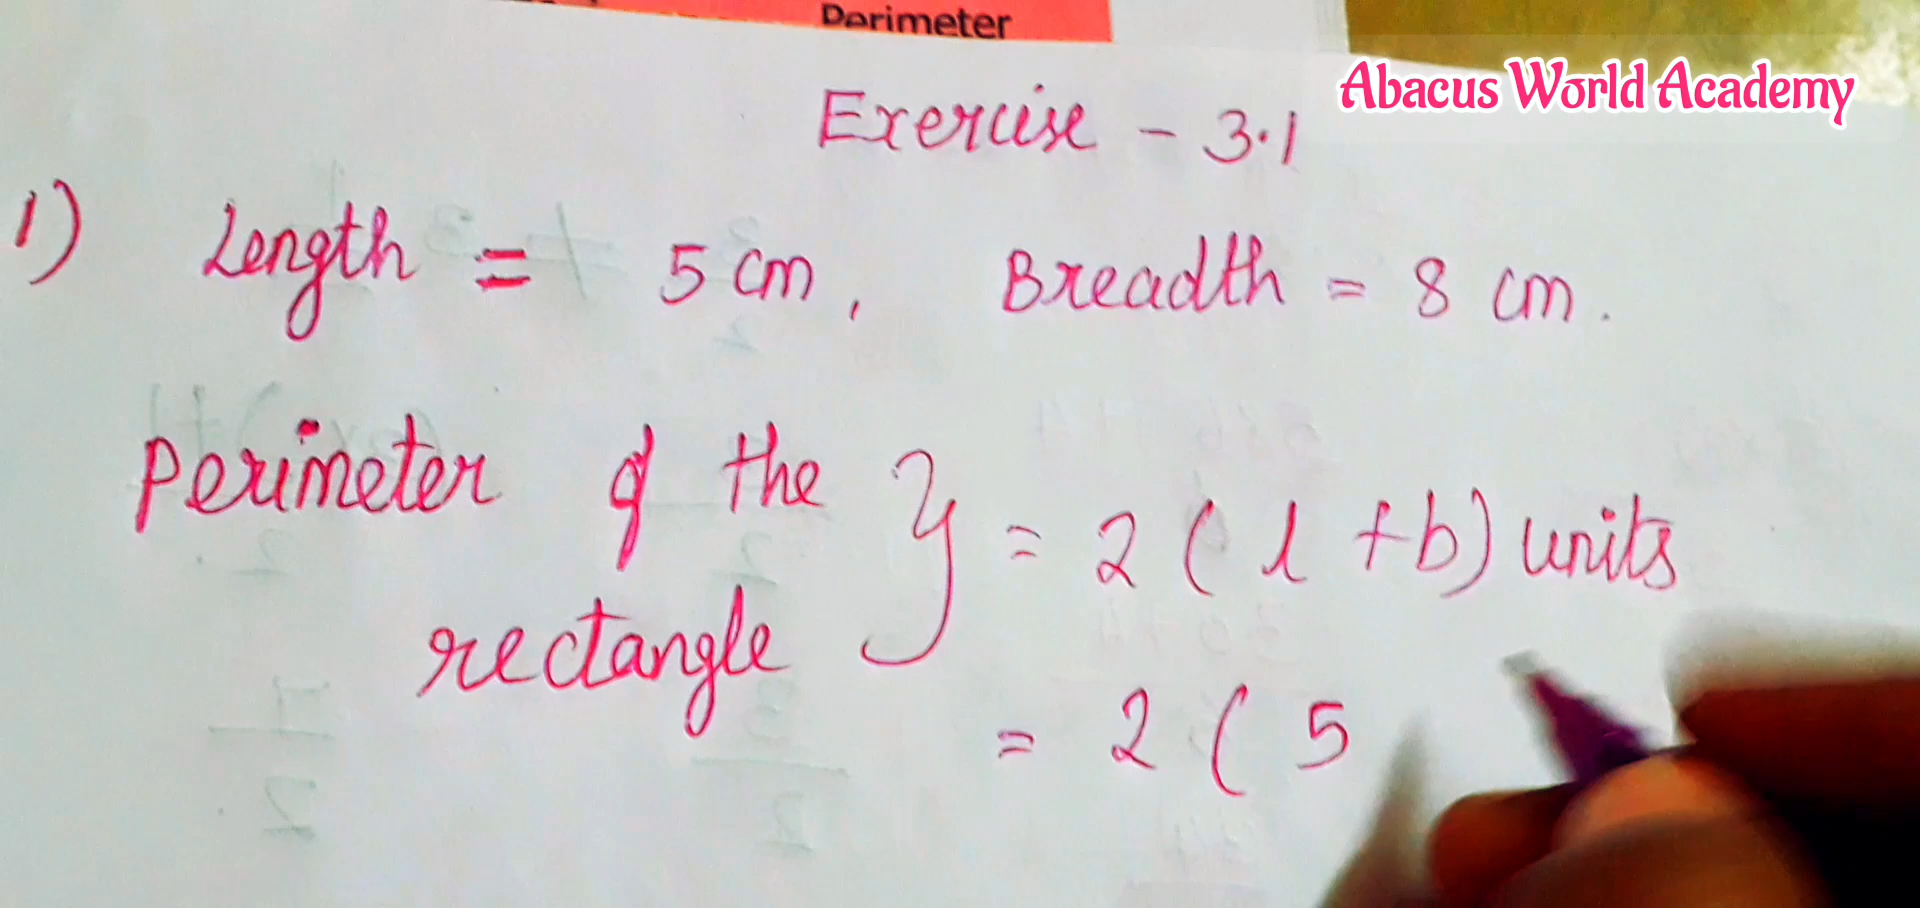 Perimeter
Abacus World Academy
Exercise - 3.1
1) Length = 5 cm, Breadth = 8 cm.
Perimeter of the
rectangle } = 2 ( l + b) units
= 2 ( 5